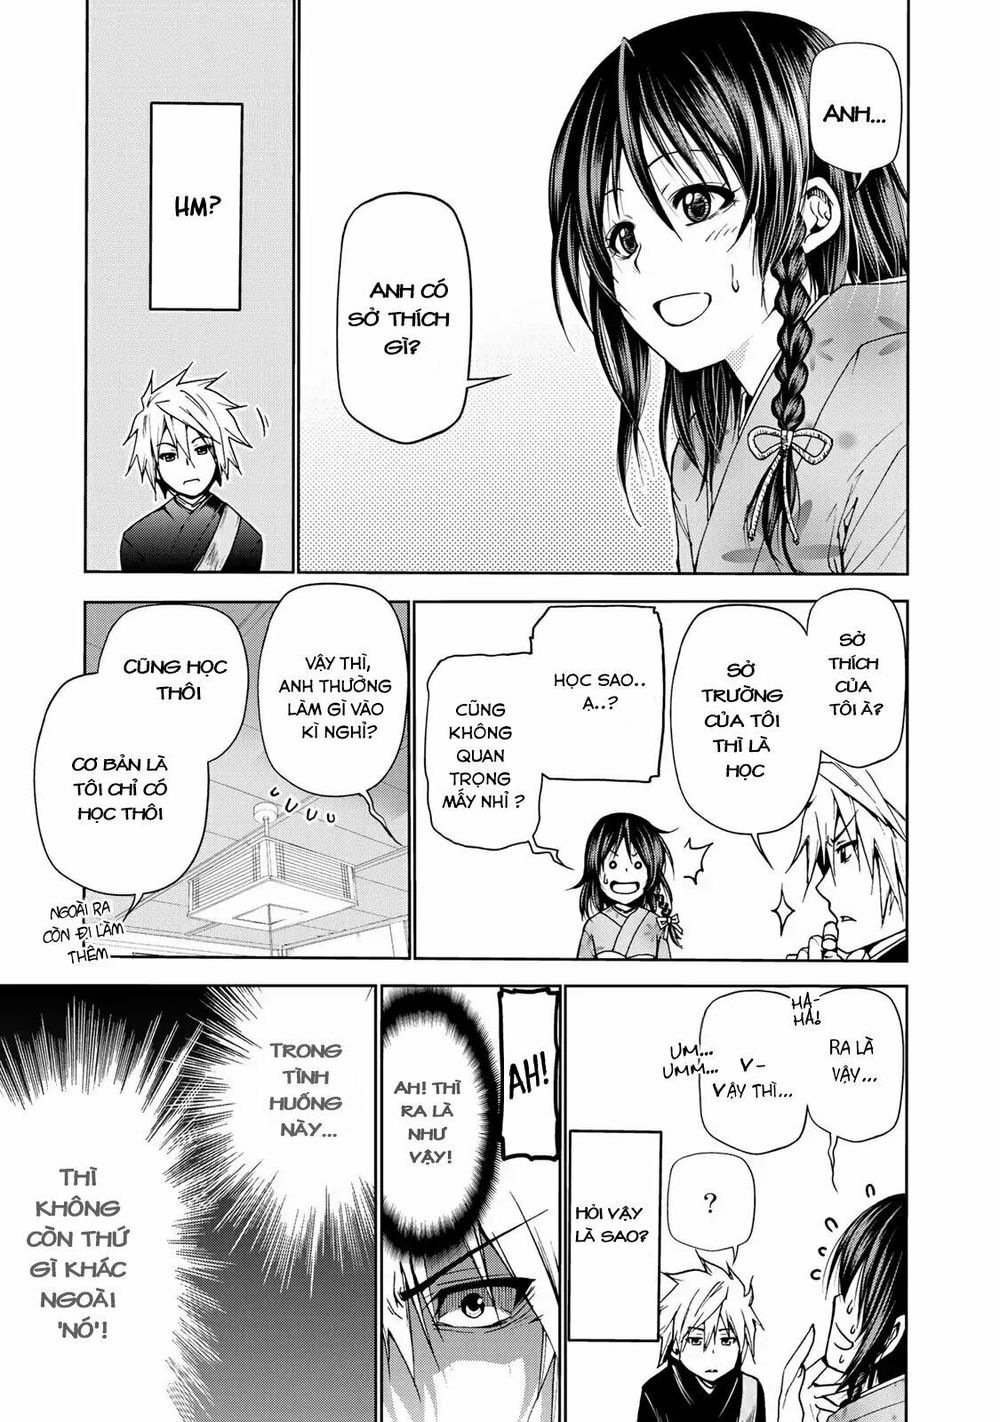 ANH...
ANH CÓ
SỞ THÍCH
GÌ?
HM?
SỞ
THÍCH
CỦA
TÔI À?
SỞ
TRƯỜNG
CỦA TÔI
THÌ LÀ
HỌC
HỌC SAO..
Ạ..?
CŨNG
KHÔNG
QUAN
TRỌNG
MẤY NHỈ ?
VẬY THÌ,
ANH THƯỜNG
LÀM GÌ VÀO
KÌ NGHỈ?
CŨNG HỌC
THÔI
CƠ BẢN LÀ
TÔI CHỈ CÓ
HỌC THÔI
NGOÀI RA
CÒN ĐI LÀM
THÊM
HA-
HA!
RA LÀ
VẬY...
UM...
UMM...
V-
VẬY THÌ...
?
HỎI VẬY
LÀ SAO?
AH!
AH! THÌ
RA LÀ
NHƯ
VẬY!
TRONG
TÌNH
HUỐNG
NÀY...
THÌ
KHÔNG
CÒN THỨ
GÌ KHÁC
NGOÀI
'NÓ'!